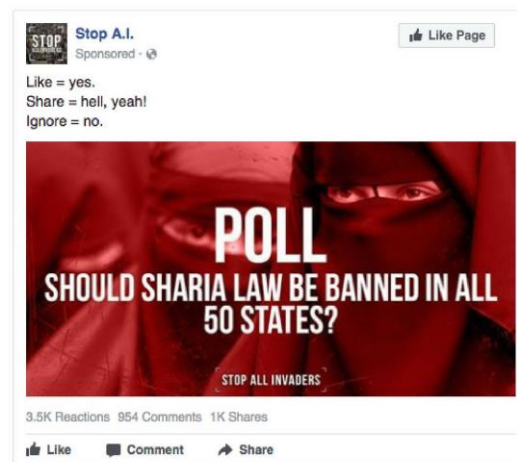 STOP
Stop A.I.
Like Page
Sponsored ·
Like = yes.
Share = hell, yeah!
Ignore = no.
POLL
SHOULD SHARIA LAW BE BANNED IN ALL
50 STATES?
STOP ALL INVADERS
3.5K Reactions 954 Comments 1K Shares
Like Comment Share